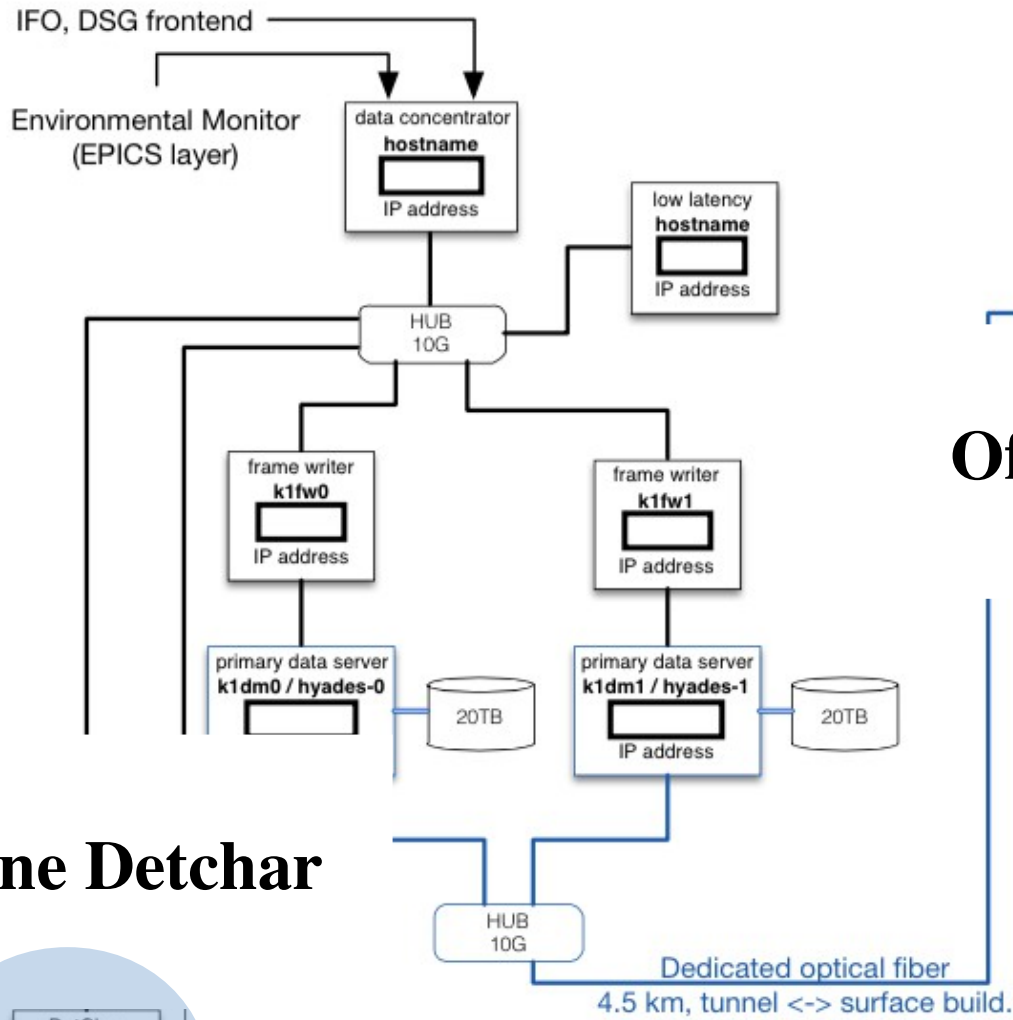 IFO, DSG frontend
Environmental Monitor
(EPICS layer)
data concentrator
hostname
IP address
low latency
hostname
IP address
HUB
10G
frame writer
k1fw0
IP address
frame writer
k1fw1
IP address
primary data server
k1dm0 / hyades-0
20TB
primary data server
k1dm1 / hyades-1
IP address
20TB
Of
ne Detchar
HUB
10G
Dedicated optical fiber
4.5 km, tunnel <-> surface build.